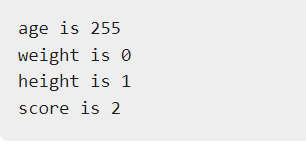 age is 255
weight is 0
height is 1
score is 2